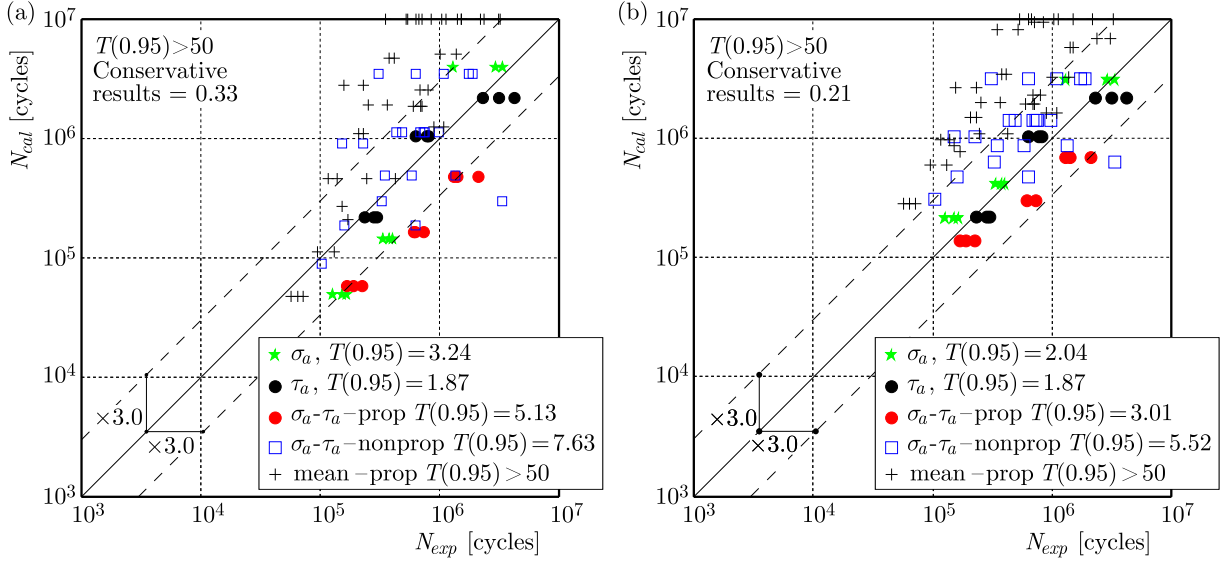 (a)
N_cal [cycles]
10^7
10^6
10^5
10^4
10^3
T(0.95)>50
Conservative
results = 0.33
×3.0
×3.0
σ_a, T(0.95)=3.24
τ_a, T(0.95)=1.87
σ_a-τ_a–prop T(0.95)=5.13
σ_a-τ_a–nonprop T(0.95)=7.63
mean–prop T(0.95)>50
10^3 10^4 10^5 10^6 10^7
N_exp [cycles]
(b)
N_cal [cycles]
10^7
10^6
10^5
10^4
10^3
T(0.95)>50
Conservative
results = 0.21
×3.0
×3.0
σ_a, T(0.95)=2.04
τ_a, T(0.95)=1.87
σ_a-τ_a–prop T(0.95)=3.01
σ_a-τ_a–nonprop T(0.95)=5.52
mean–prop T(0.95)>50
10^3 10^4 10^5 10^6 10^7
N_exp [cycles]